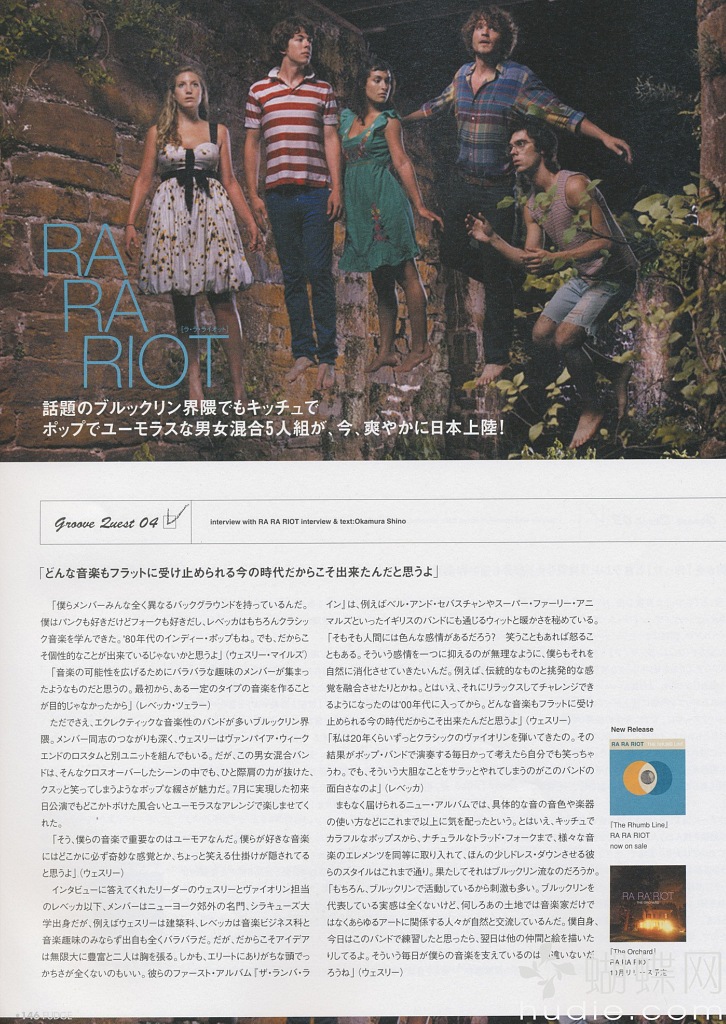 RA
RA
[ラ・ラ・ライオット]
RIOT
話題のブルックリン界隈でもキッチュで
ポップでユーモラスな男女混合5人組が、今、爽やかに日本上陸!
Groove Quest 04
interview with RA RA RIOT interview & text:Okamura Shino
「どんな音楽もフラットに受け止められる今の時代だからこそ出来たんだと思うよ」
「僕らメンバーみんな全く異なるバックグラウンドを持っているんだ。
僕はパンクも好きだけどフォークも好きだし、レベッカはもちろんクラシッ
ク音楽を学んできた。'80年代のインディー・ポップもね。でも、だからこ
そ個性的なことが出来ているじゃないかと思うよ」(ウェスリー・マイルズ)
「音楽の可能性を広げるためにバラバラな趣味のメンバーが集まっ
たようなものだと思うの。最初から、ある一定のタイプの音楽を作ること
が目的じゃなかったから」(レベッカ・ツェラー)
ただでさえ、エクレクティックな音楽性のバンドが多いブルックリン界
隈。メンバー同志のつながりも深く、ウェスリーはヴァンパイア・ウィーク
エンドのロスタムと別ユニットを組んでもいる。だが、この男女混合バ
ンドは、そんなクロスオーバーしたシーンの中でも、ひと際肩の力が抜けた、
クスッと笑ってしまうようなポップな緩さが魅力だ。7月に実現した初来
日公演でもどこかトボけた風合いとユーモラスなアレンジで楽しませてく
れた。
「そう、僕らの音楽で重要なのはユーモアなんだ。僕らが好きな音楽
にはどこかに必ず奇妙な感覚とか、ちょっと笑える仕掛けが隠されてる
と思うよ」(ウェスリー)
インタビューに答えてくれたリーダーのウェスリーとヴァイオリン担当
のレベッカ以下、メンバーはニューヨーク郊外の名門、シラキューズ大
学出身だが、例えばウェスリーは建築科、レベッカは音楽ビジネス科と
音楽趣味のみならず出自も全くバラバラだ。だが、だからこそアイデア
は無限大に豊富と二人は胸を張る。しかも、エリートにありがちな頭でっ
かちさが全くないのもいい。彼らのファースト・アルバム『ザ・ランバ・ラ
イン』は、例えばベル・アンド・セバスチャンやスーパー・ファーリー・アニ
マルズといったイギリスのバンドにも通じるウィットと暖かさを秘めている。
「そもそも人間には色んな感情があるだろう? 笑うこともあれば怒るこ
ともある。そういう感情を一つに抑えるのが無理なように、僕らもそれを
自然に消化させていきたいんだ。例えば、伝統的なものと挑発的な感
覚を融合させたりとかね。とはいえ、それにリラックスしてチャレンジでき
るようになったのは'00年代に入ってから。どんな音楽もフラットに受け
止められる今の時代だからこそ出来たんだと思うよ」(ウェスリー)
「私は20年くらいずっとクラシックのヴァイオリンを弾いてきたの。その
結果がポップ・バンドで演奏する毎日かって考えたら自分でも笑っちゃ
うわ。でも、そういう大胆なことをサラッとやれてしまうのがこのバンドの
面白さなのよ」(レベッカ)
まもなく届けられるニュー・アルバムでは、具体的な音の音色や楽器
の使い方などにこれまで以上に気を配ったという。とはいえ、キッチュで
カラフルなポップスから、ナチュラルなトラッド・フォークまで、様々な音
楽のエレメンツを同等に取り入れて、ほんの少しドレス・ダウンさせる彼
らのスタイルはこれまで通り。果たしてそれはブルックリン流なのだろうか。
「もちろん、ブルックリンで活動しているから刺激も多い。ブルックリンを
代表している実感は全くないけど、何しろあの土地では音楽家だけで
はなくあらゆるアートに関係する人々が自然と交流しているんだ。僕自身、
今日はこのバンドで練習したと思ったら、翌日は他の仲間と絵を描いた
りしてるよ。そういう毎日が僕らの音楽を支えているのは違いないだ
ろうね」(ウェスリー)
New Release
RA RA RIOT
『The Rhumb Line』
RA RA RIOT
now on sale
RA RA RIOT
THE ORCHARD
『The Orchard』
RA RA RIOT
リリース予定
146 JUDGE
蝴蝶网
hudie.com